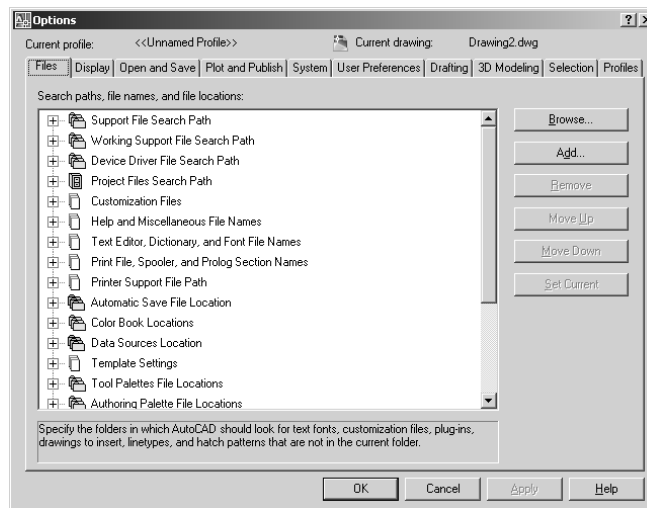 Options
Current profile: <<Unnamed Profile>> Current drawing: Drawing2.dwg
Files Display Open and Save Plot and Publish System User Preferences Drafting 3D Modeling Selection Profiles
Search paths, file names, and file locations:
Support File Search Path
Working Support File Search Path
Device Driver File Search Path
Project Files Search Path
Customization Files
Help and Miscellaneous File Names
Text Editor, Dictionary, and Font File Names
Print File, Spooler, and Prolog Section Names
Printer Support File Path
Automatic Save File Location
Color Book Locations
Data Sources Location
Template Settings
Tool Palettes File Locations
Authoring Palette File Locations
Browse...
Add...
Remove
Move Up
Move Down
Set Current
Specify the folders in which AutoCAD should look for text fonts, customization files, plug-ins,
drawings to insert, linetypes, and hatch patterns that are not in the current folder.
OK Cancel Apply Help